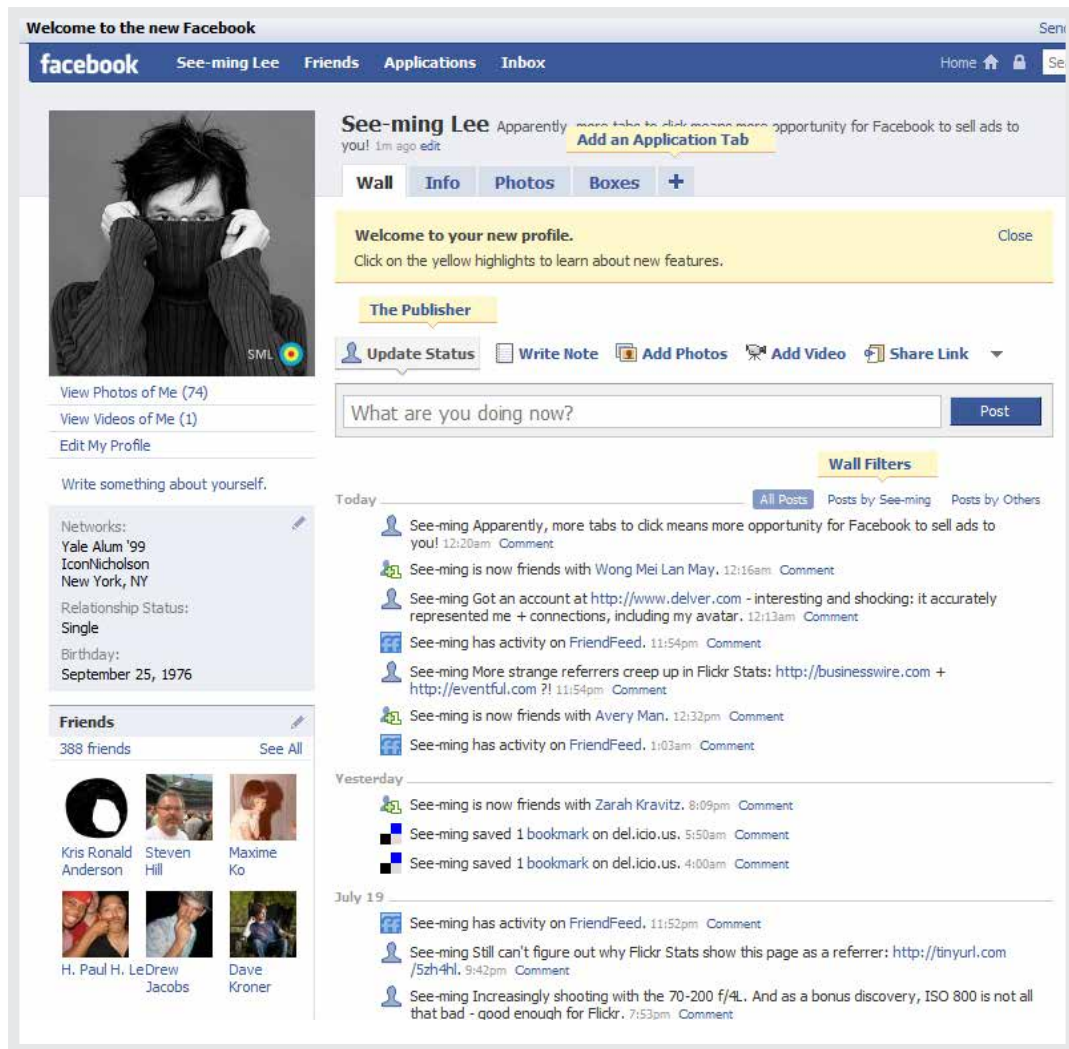 Welcome to the new Facebook
facebook See-ming Lee Friends Applications Inbox Home
See-ming Lee Apparently, more tabs to click means more opportunity for Facebook to sell ads to
you! 1m ago edit
Add an Application Tab
Wall Info Photos Boxes +
Welcome to your new profile. Close
Click on the yellow highlights to learn about new features.
The Publisher
Update Status Write Note Add Photos Add Video Share Link
What are you doing now? Post
SML
View Photos of Me (74)
View Videos of Me (1)
Edit My Profile
Write something about yourself.
Networks:
Yale Alum '99
IconNicholson
New York, NY
Relationship Status:
Single
Birthday:
September 25, 1976
Friends
388 friends See All
Kris Ronald
Anderson
Steven
Hill
Maxime
Ko
H. Paul H. Le
Drew
Jacobs
Dave
Kroner
Wall Filters
Today All Posts Posts by See-ming Posts by Others
See-ming Apparently, more tabs to click means more opportunity for Facebook to sell ads to
you! 12:20am Comment
See-ming is now friends with Wong Mei Lan May. 12:16am Comment
See-ming Got an account at http://www.delver.com - interesting and shocking: it accurately
represented me + connections, including my avatar. 12:13am Comment
ff See-ming has activity on FriendFeed. 11:54pm Comment
See-ming More strange referrers creep up in Flickr Stats: http://businesswire.com +
http://eventful.com ?! 11:54pm Comment
See-ming is now friends with Avery Man. 12:32pm Comment
ff See-ming has activity on FriendFeed. 1:03am Comment
Yesterday
See-ming is now friends with Zarah Kravitz. 8:09pm Comment
See-ming saved 1 bookmark on del.icio.us. 5:50am Comment
See-ming saved 1 bookmark on del.icio.us. 4:00am Comment
July 19
ff See-ming has activity on FriendFeed. 11:52pm Comment
See-ming Still can't figure out why Flickr Stats show this page as a referrer: http://tinyurl.com
/5zh4hl. 9:42pm Comment
See-ming Increasingly shooting with the 70-200 f/4L. And as a bonus discovery, ISO 800 is not all
that bad - good enough for Flickr. 7:53pm Comment